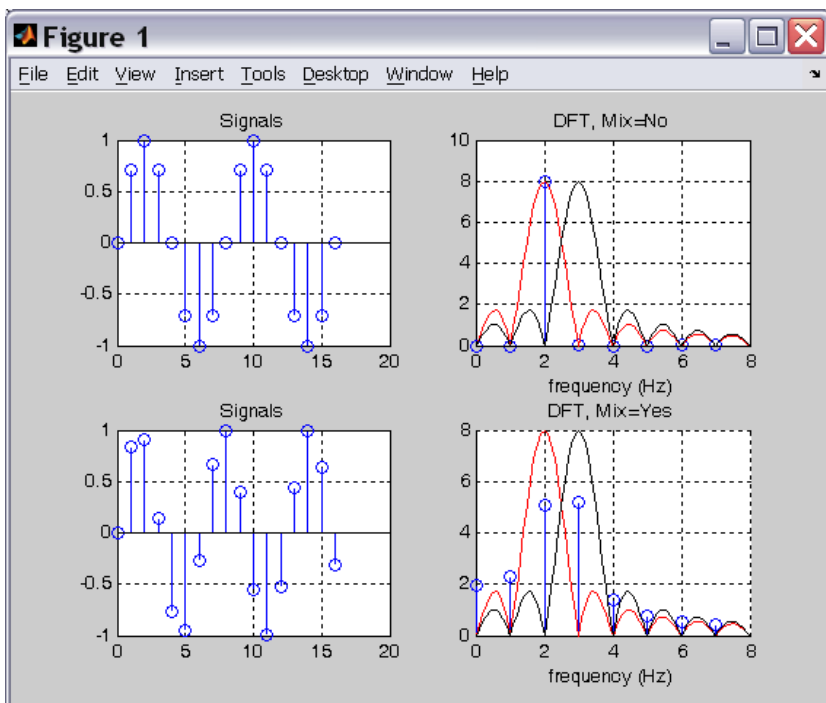 Figure 1
File Edit View Insert Tools Desktop Window Help
Signals
1
0.5
0
-0.5
-1
0 5 10 15 20
DFT, Mix=No
10
8
6
4
2
0
0 2 4 6 8
frequency (Hz)
Signals
1
0.5
0
-0.5
-1
0 5 10 15 20
DFT, Mix=Yes
8
6
4
2
0
0 2 4 6 8
frequency (Hz)